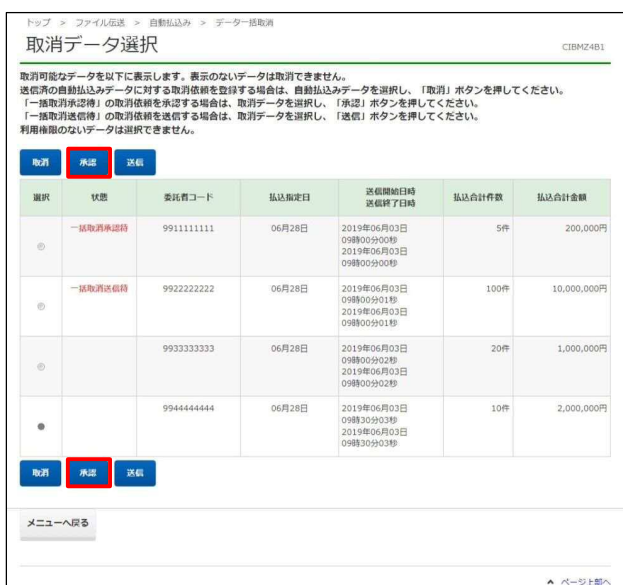 トップ > ファイル伝送 > 自動払込み > データ一括取消
取消データ選択
CIBMZ4B1
取消可能なデータを以下に表示します。表示のないデータは取消できません。
送信済の自動払込みデータに対する取消依頼を登録する場合は、自動払込みデータを選択し、「取消」ボタンを押してください。
「一括取消承認待」の取消依頼を承認する場合は、取消データを選択し、「承認」ボタンを押してください。
「一括取消送信待」の取消依頼を送信する場合は、取消データを選択し、「送信」ボタンを押してください。
利用権限のないデータは選択できません。
取消 承認 送信
選択 状態 委託者コード 払込指定日 送信開始日時 払込合計件数 払込合計金額
送信終了日時
一括取消承認待 9911111111 06月28日 2019年06月03日 5件 200,000円
09時00分00秒
2019年06月03日
09時00分00秒
一括取消送信待 9922222222 06月28日 2019年06月03日 100件 10,000,000円
09時00分01秒
2019年06月03日
09時00分01秒
9933333333 06月28日 2019年06月03日 20件 1,000,000円
09時00分02秒
2019年06月03日
09時00分02秒
9944444444 06月28日 2019年06月03日 10件 2,000,000円
09時30分03秒
2019年06月03日
09時30分03秒
取消 承認 送信
メニューへ戻る
ページ上部へ